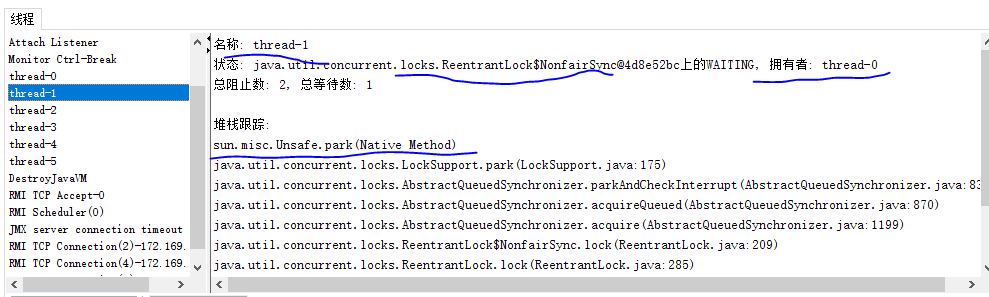 线程
Attach Listener
Monitor Ctrl-Break
thread-0
thread-1
thread-2
thread-3
thread-4
thread-5
DestroyJavaVM
RMI TCP Accept-0
RMI Scheduler(0)
JMX server connection timeout
RMI TCP Connection(2)-172.169.
RMI TCP Connection(4)-172.169.
名称: thread-1
状态: java.util.concurrent.locks.ReentrantLock$NonfairSync@4d8e52bc上的WAITING, 拥有者: thread-0
总阻止数: 2, 总等待数: 1
堆栈跟踪:
sun.misc.Unsafe.park(Native Method)
java.util.concurrent.locks.LockSupport.park(LockSupport.java:175)
java.util.concurrent.locks.AbstractQueuedSynchronizer.parkAndCheckInterrupt(AbstractQueuedSynchronizer.java:83
java.util.concurrent.locks.AbstractQueuedSynchronizer.acquireQueued(AbstractQueuedSynchronizer.java:870)
java.util.concurrent.locks.AbstractQueuedSynchronizer.acquire(AbstractQueuedSynchronizer.java:1199)
java.util.concurrent.locks.ReentrantLock$NonfairSync.lock(ReentrantLock.java:209)
java.util.concurrent.locks.ReentrantLock.lock(ReentrantLock.java:285)